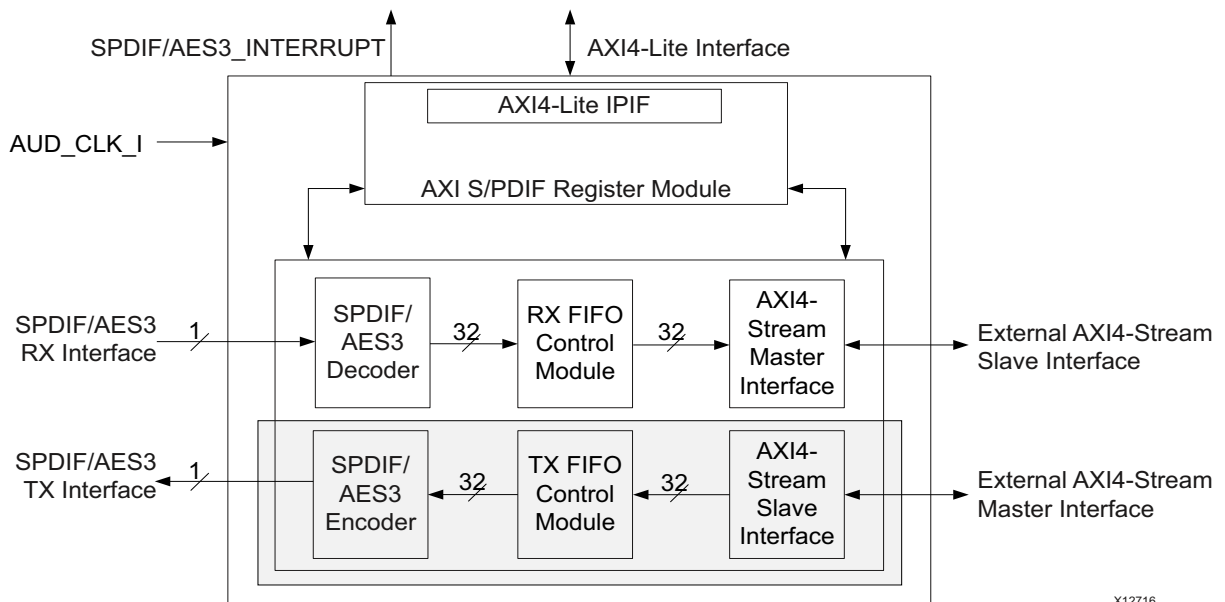 SPDIF/AES3_INTERRUPT
AXI4-Lite Interface
AXI4-Lite IPIF
AUD_CLK_I
AXI S/PDIF Register Module
SPDIF/AES3
RX Interface
1
SPDIF/
AES3
Decoder
32
RX FIFO
Control
Module
32
AXI4-
Stream
Master
Interface
External AXI4-Stream
Slave Interface
SPDIF/AES3
TX Interface
1
SPDIF/
AES3
Encoder
32
TX FIFO
Control
Module
32
AXI4-
Stream
Slave
Interface
External AXI4-Stream
Master Interface
X12716